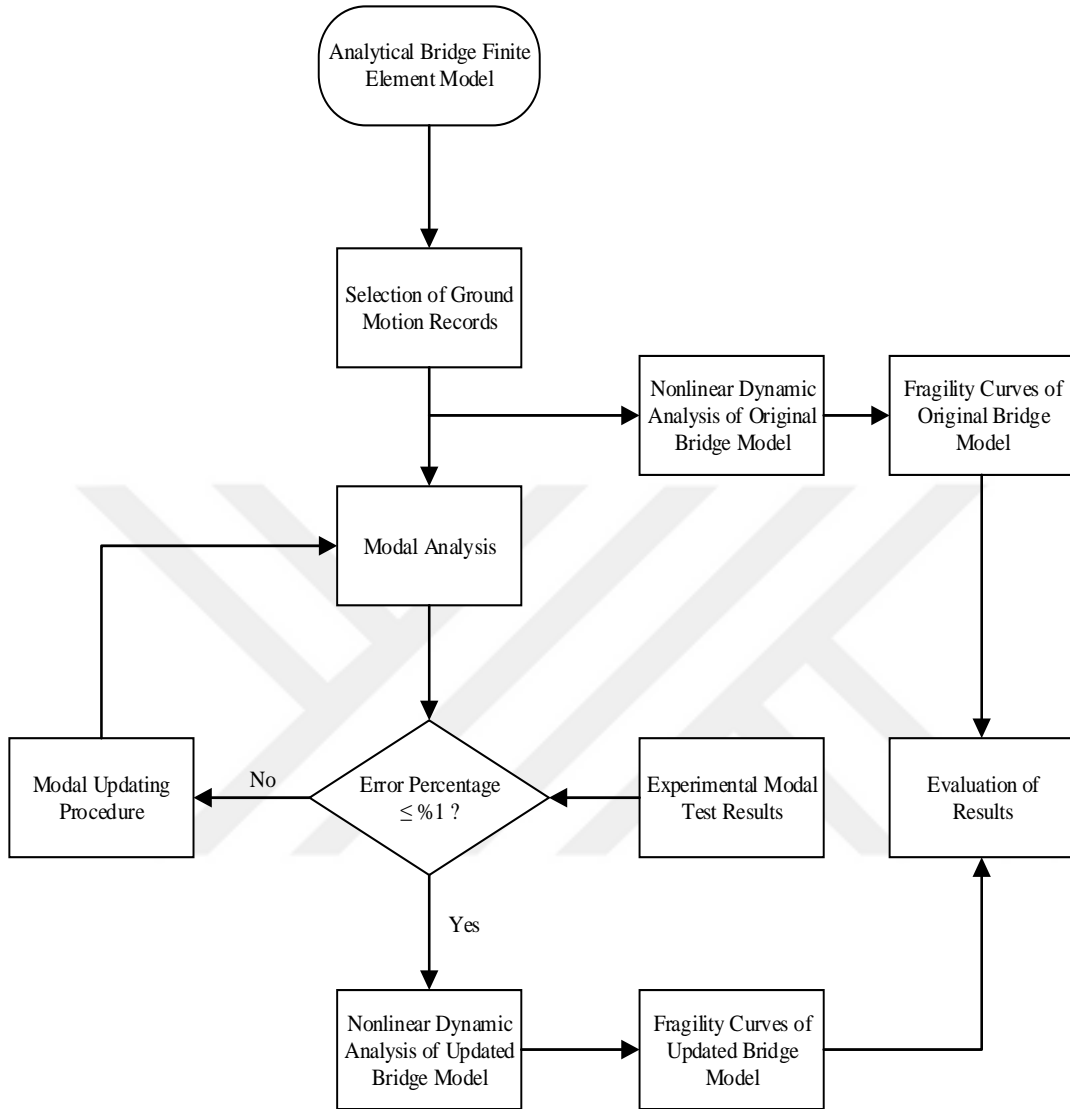 Analytical Bridge Finite
Element Model
Selection of Ground
Motion Records
Nonlinear Dynamic
Analysis of Original
Bridge Model
Fragility Curves of
Original Bridge
Model
Modal Analysis
Modal Updating
Procedure
No
Error Percentage
≤ %1 ?
Experimental Modal
Test Results
Evaluation of
Results
Yes
Nonlinear Dynamic
Analysis of Updated
Bridge Model
Fragility Curves of
Updated Bridge
Model